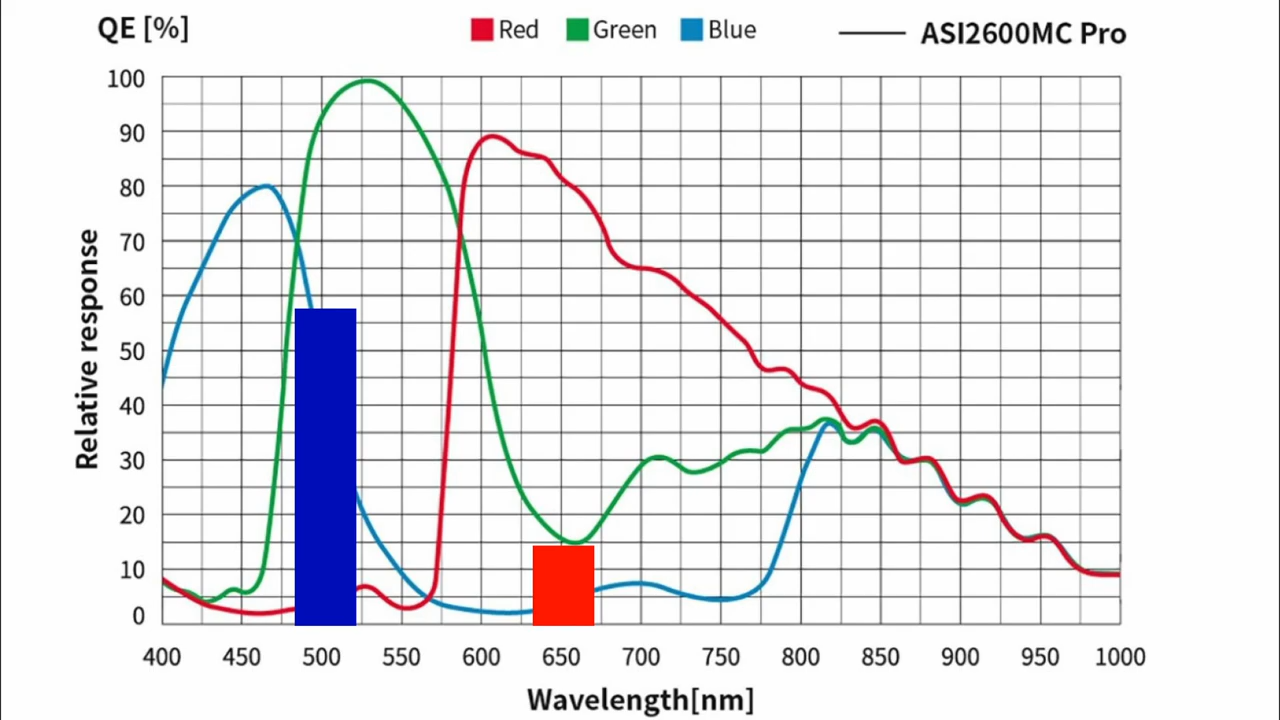 QE [%]
Red Green Blue
ASI2600MC Pro
Relative response
100
90
80
70
60
50
40
30
20
10
0
400 450 500 550 600 650 700 750 800 850 900 950 1000
Wavelength[nm]